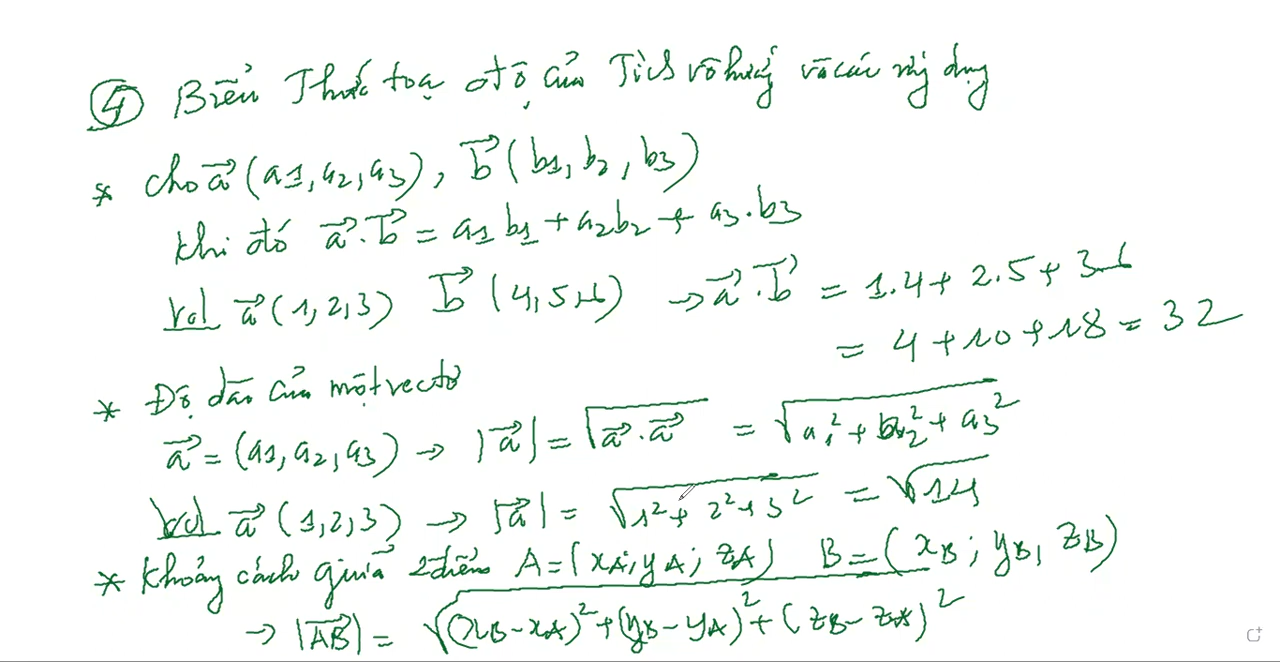 ④ Biểu Thức toạ độ của Tích vô hướng và các ứng dụng
* cho a⃗ (a1, a2, a3), b⃗ (b1, b2, b3)
khi đó a⃗.b⃗ = a1 b1 + a2b2 + a3.b3
Vd1 a⃗ (1,2,3) b⃗ (4,5,6) → a⃗.b⃗ = 1.4 + 2.5 + 3.6
= 4 + 10 + 18 = 32
* Độ dài của một vectơ
a⃗ = (a1, a2, a3) → |a⃗| = √(a⃗.a⃗) = √(a₁² + a₂² + a3²)
Vd a⃗ (1,2,3) → |a⃗| = √(1² + 2² + 3²) = √14
* Khoảng cách giữa 2 điểm A = (xA; yA; zA) B = (xB; yB, zB)
→ |AB⃗| = √((xB - xA)² + (yB - yA)² + (zB - zA)²)